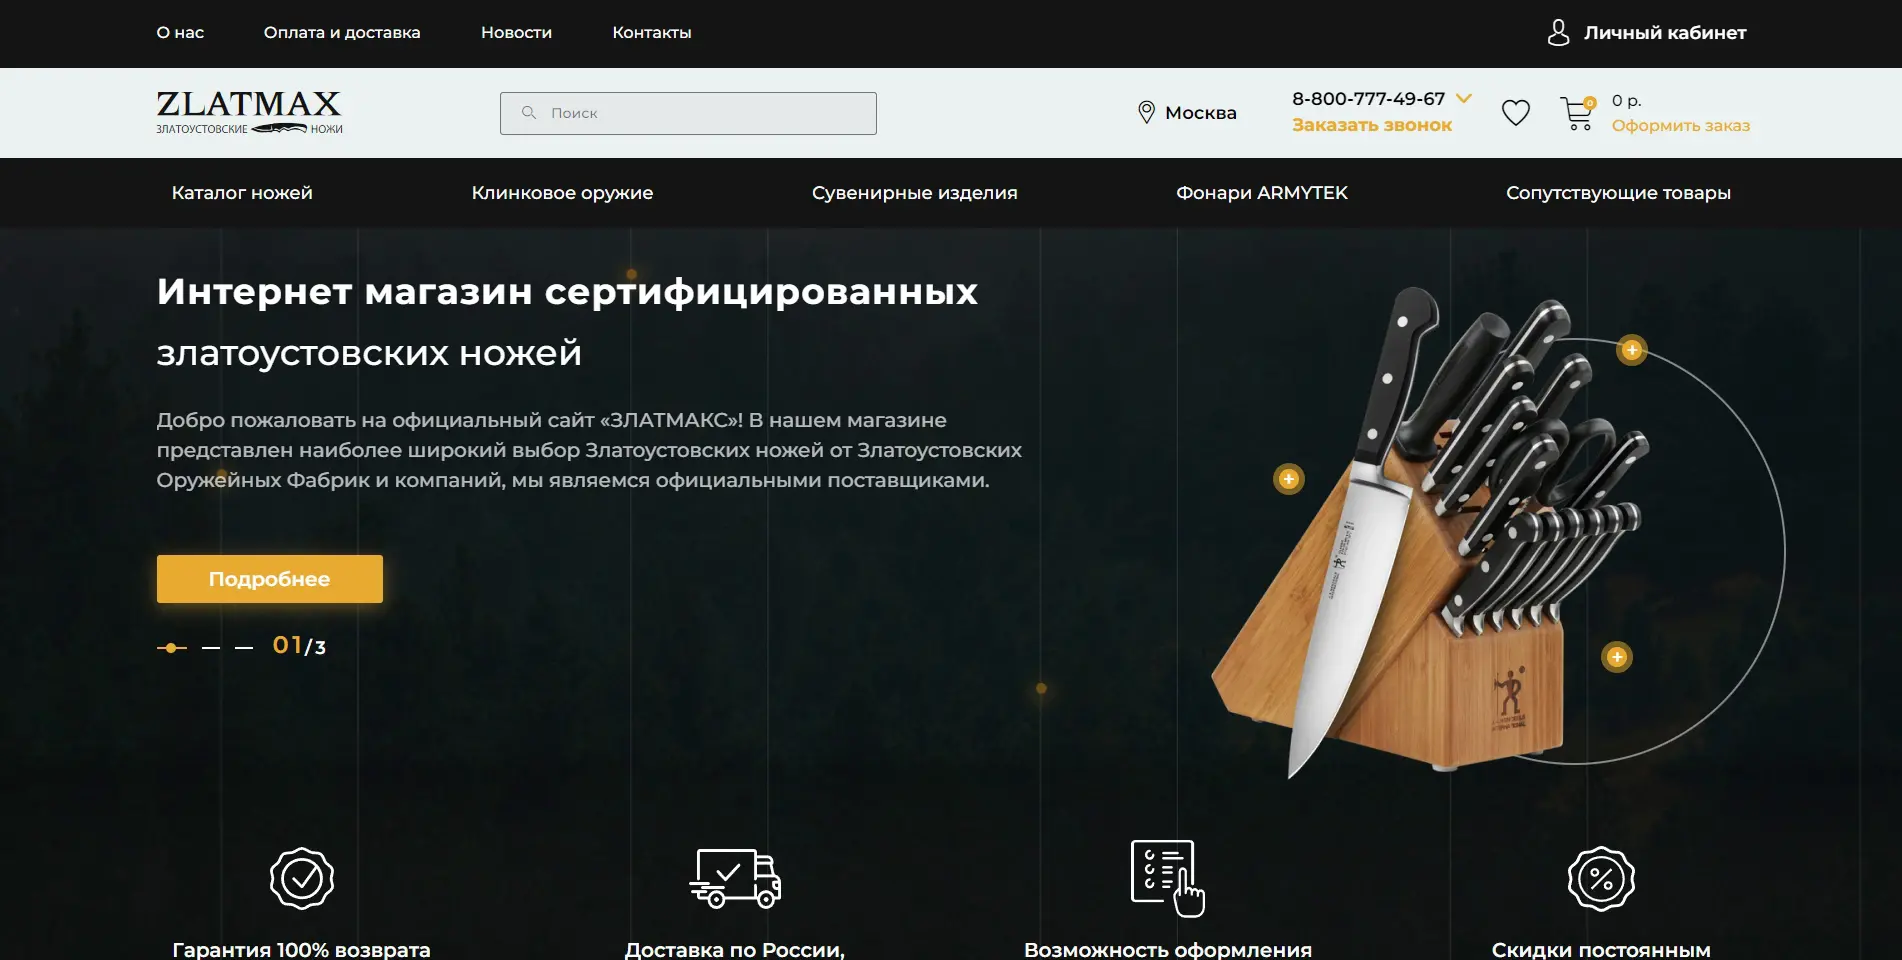 О нас
Оплата и доставка
Новости
Контакты
Личный кабинет
ZLATMAX
ЗЛАТОУСТОВСКИЕ НОЖИ
Поиск
Москва
8-800-777-49-67
Заказать звонок
0
0 р.
Оформить заказ
Каталог ножей
Клинковое оружие
Сувенирные изделия
Фонари ARMYTEK
Сопутствующие товары
Интернет магазин сертифицированных
златоустовских ножей
Добро пожаловать на официальный сайт «ЗЛАТМАКС»! В нашем магазине
представлен наиболее широкий выбор Златоустовских ножей от Златоустовских
Оружейных Фабрик и компаний, мы являемся официальными поставщиками.
Подробнее
01/3
Гарантия 100% возврата
Доставка по России,
Возможность оформления
Скидки постоянным